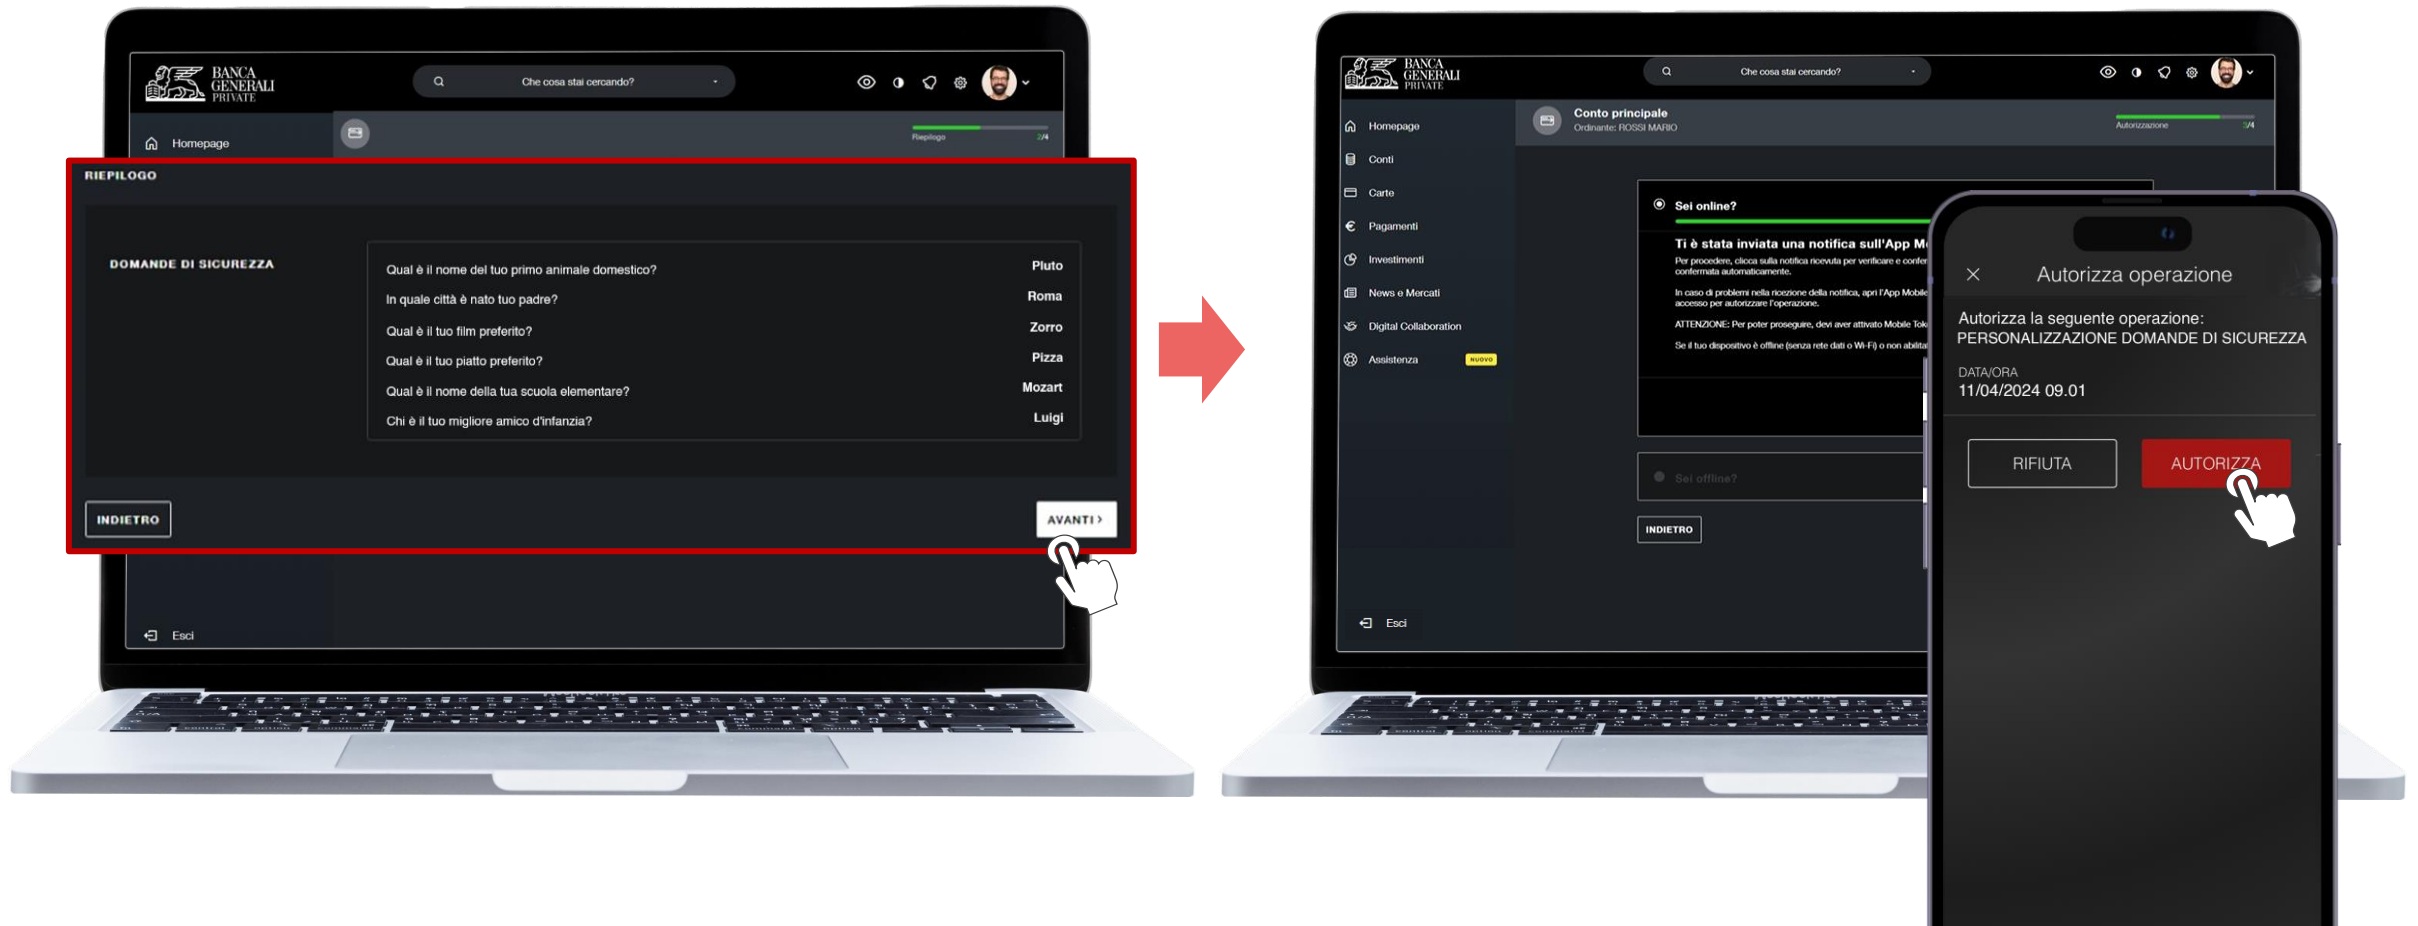 BANCA
GENERALI
PRIVATE
Che cosa stai cercando?
Homepage
Riepilogo
2/4
RIEPILOGO
DOMANDE DI SICUREZZA
Qual è il nome del tuo primo animale domestico?
Pluto
In quale città è nato tuo padre?
Roma
Qual è il tuo film preferito?
Zorro
Qual è il tuo piatto preferito?
Pizza
Qual è il nome della tua scuola elementare?
Mozart
Chi è il tuo migliore amico d'infanzia?
Luigi
INDIETRO
AVANTI >
Esci
BANCA
GENERALI
PRIVATE
Che cosa stai cercando?
Homepage
Conti
Carte
Pagamenti
Investimenti
News e Mercati
Digital Collaboration
Assistenza
NUOVO
Esci
Conto principale
Ordinante: ROSSI MARIO
Autorizzazione
3/4
Sei online?
Ti è stata inviata una notifica sull'App M
Per procedere, clicca sulla notifica ricevuta per verificare e confer
confermata automaticamente.
In caso di problemi nella ricezione della notifica, apri l'App Mobile
accesso per autorizzare l'operazione.
ATTENZIONE: Per poter proseguire, devi aver attivato Mobile Tok
Se il tuo dispositivo è offline (senza rete dati o Wi-Fi) o non abilita
Sei offline?
INDIETRO
Autorizza operazione
Autorizza la seguente operazione:
PERSONALIZZAZIONE DOMANDE DI SICUREZZA
DATA/ORA
11/04/2024 09.01
RIFIUTA
AUTORIZZA